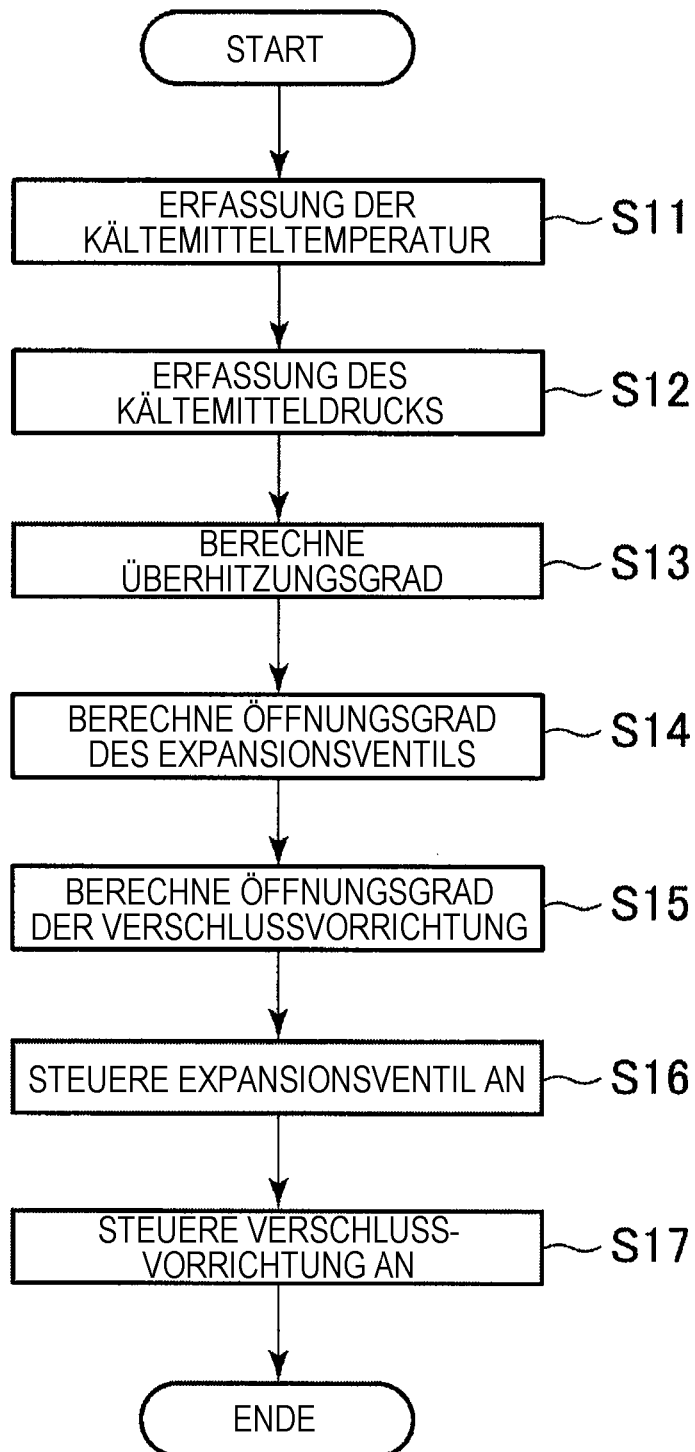 START
ERFASSUNG DER
KÄLTEMITTELTEMPERATUR
S11
ERFASSUNG DES
KÄLTEMITTELDRUCKS
S12
BERECHNE
ÜBERHITZUNGSGRAD
S13
BERECHNE ÖFFNUNGSGRAD
DES EXPANSIONSVENTILS
S14
BERECHNE ÖFFNUNGSGRAD
DER VERSCHLUSSVORRICHTUNG
S15
STEUERE EXPANSIONSVENTIL AN
S16
STEUERE VERSCHLUSS-
VORRICHTUNG AN
S17
ENDE